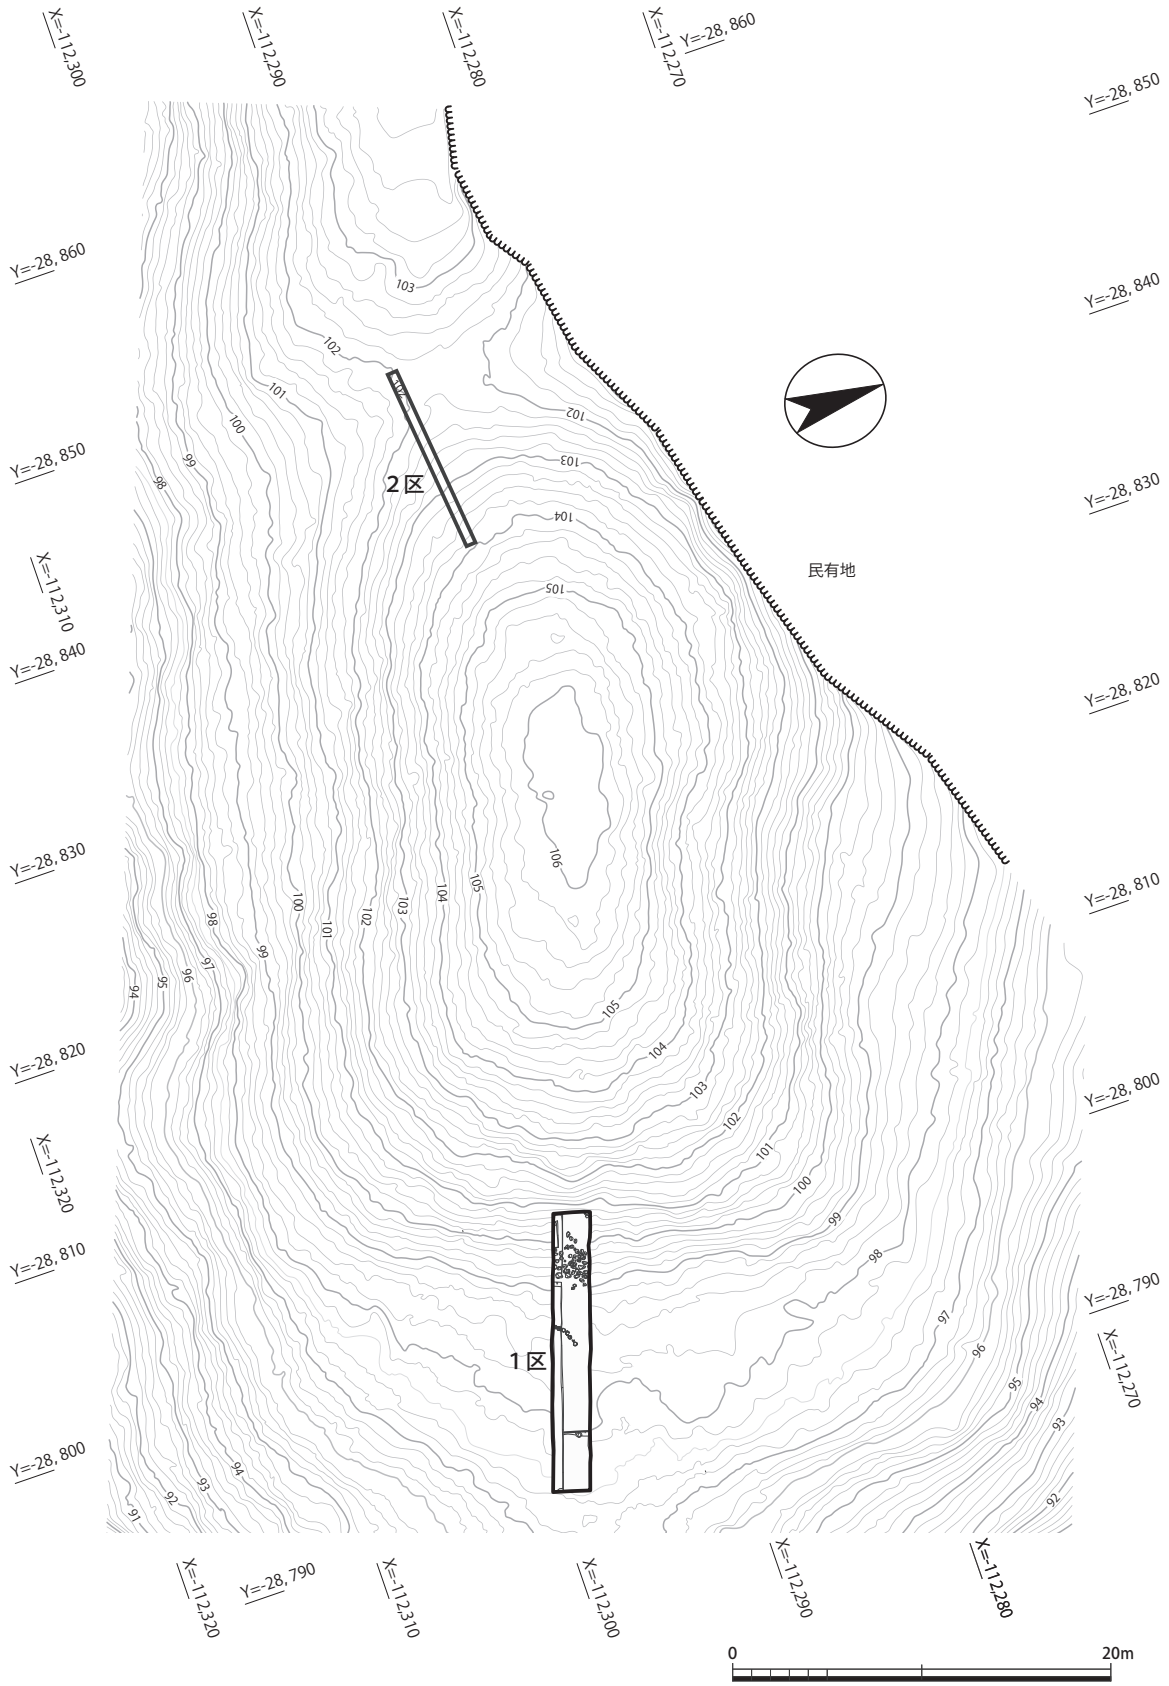 X=-112,300
X=-112,290
X=-112,280
X=-112,270
Y=-28, 860
Y=-28, 850
Y=-28, 860
103
Y=-28, 840
102
101
102
100
102
Y=-28, 850
99
98
103
2区
Y=-28, 830
104
X=-112,310
民有地
105
Y=-28, 840
Y=-28, 820
Y=-28, 830
106
105
104
103
102
101
100
Y=-28, 810
98
99
97
96
95
94
105
104
Y=-28, 820
103
Y=-28, 800
102
101
X=-112,320
100
99
98
Y=-28, 810
Y=-28, 790
97
96
1区
X=-112,270
95
94
93
Y=-28, 800
94
93
92
91
92
X=-112,320
Y=-28, 790
X=-112,310
X=-112,300
X=-112,290
X=-112,280
0
20m